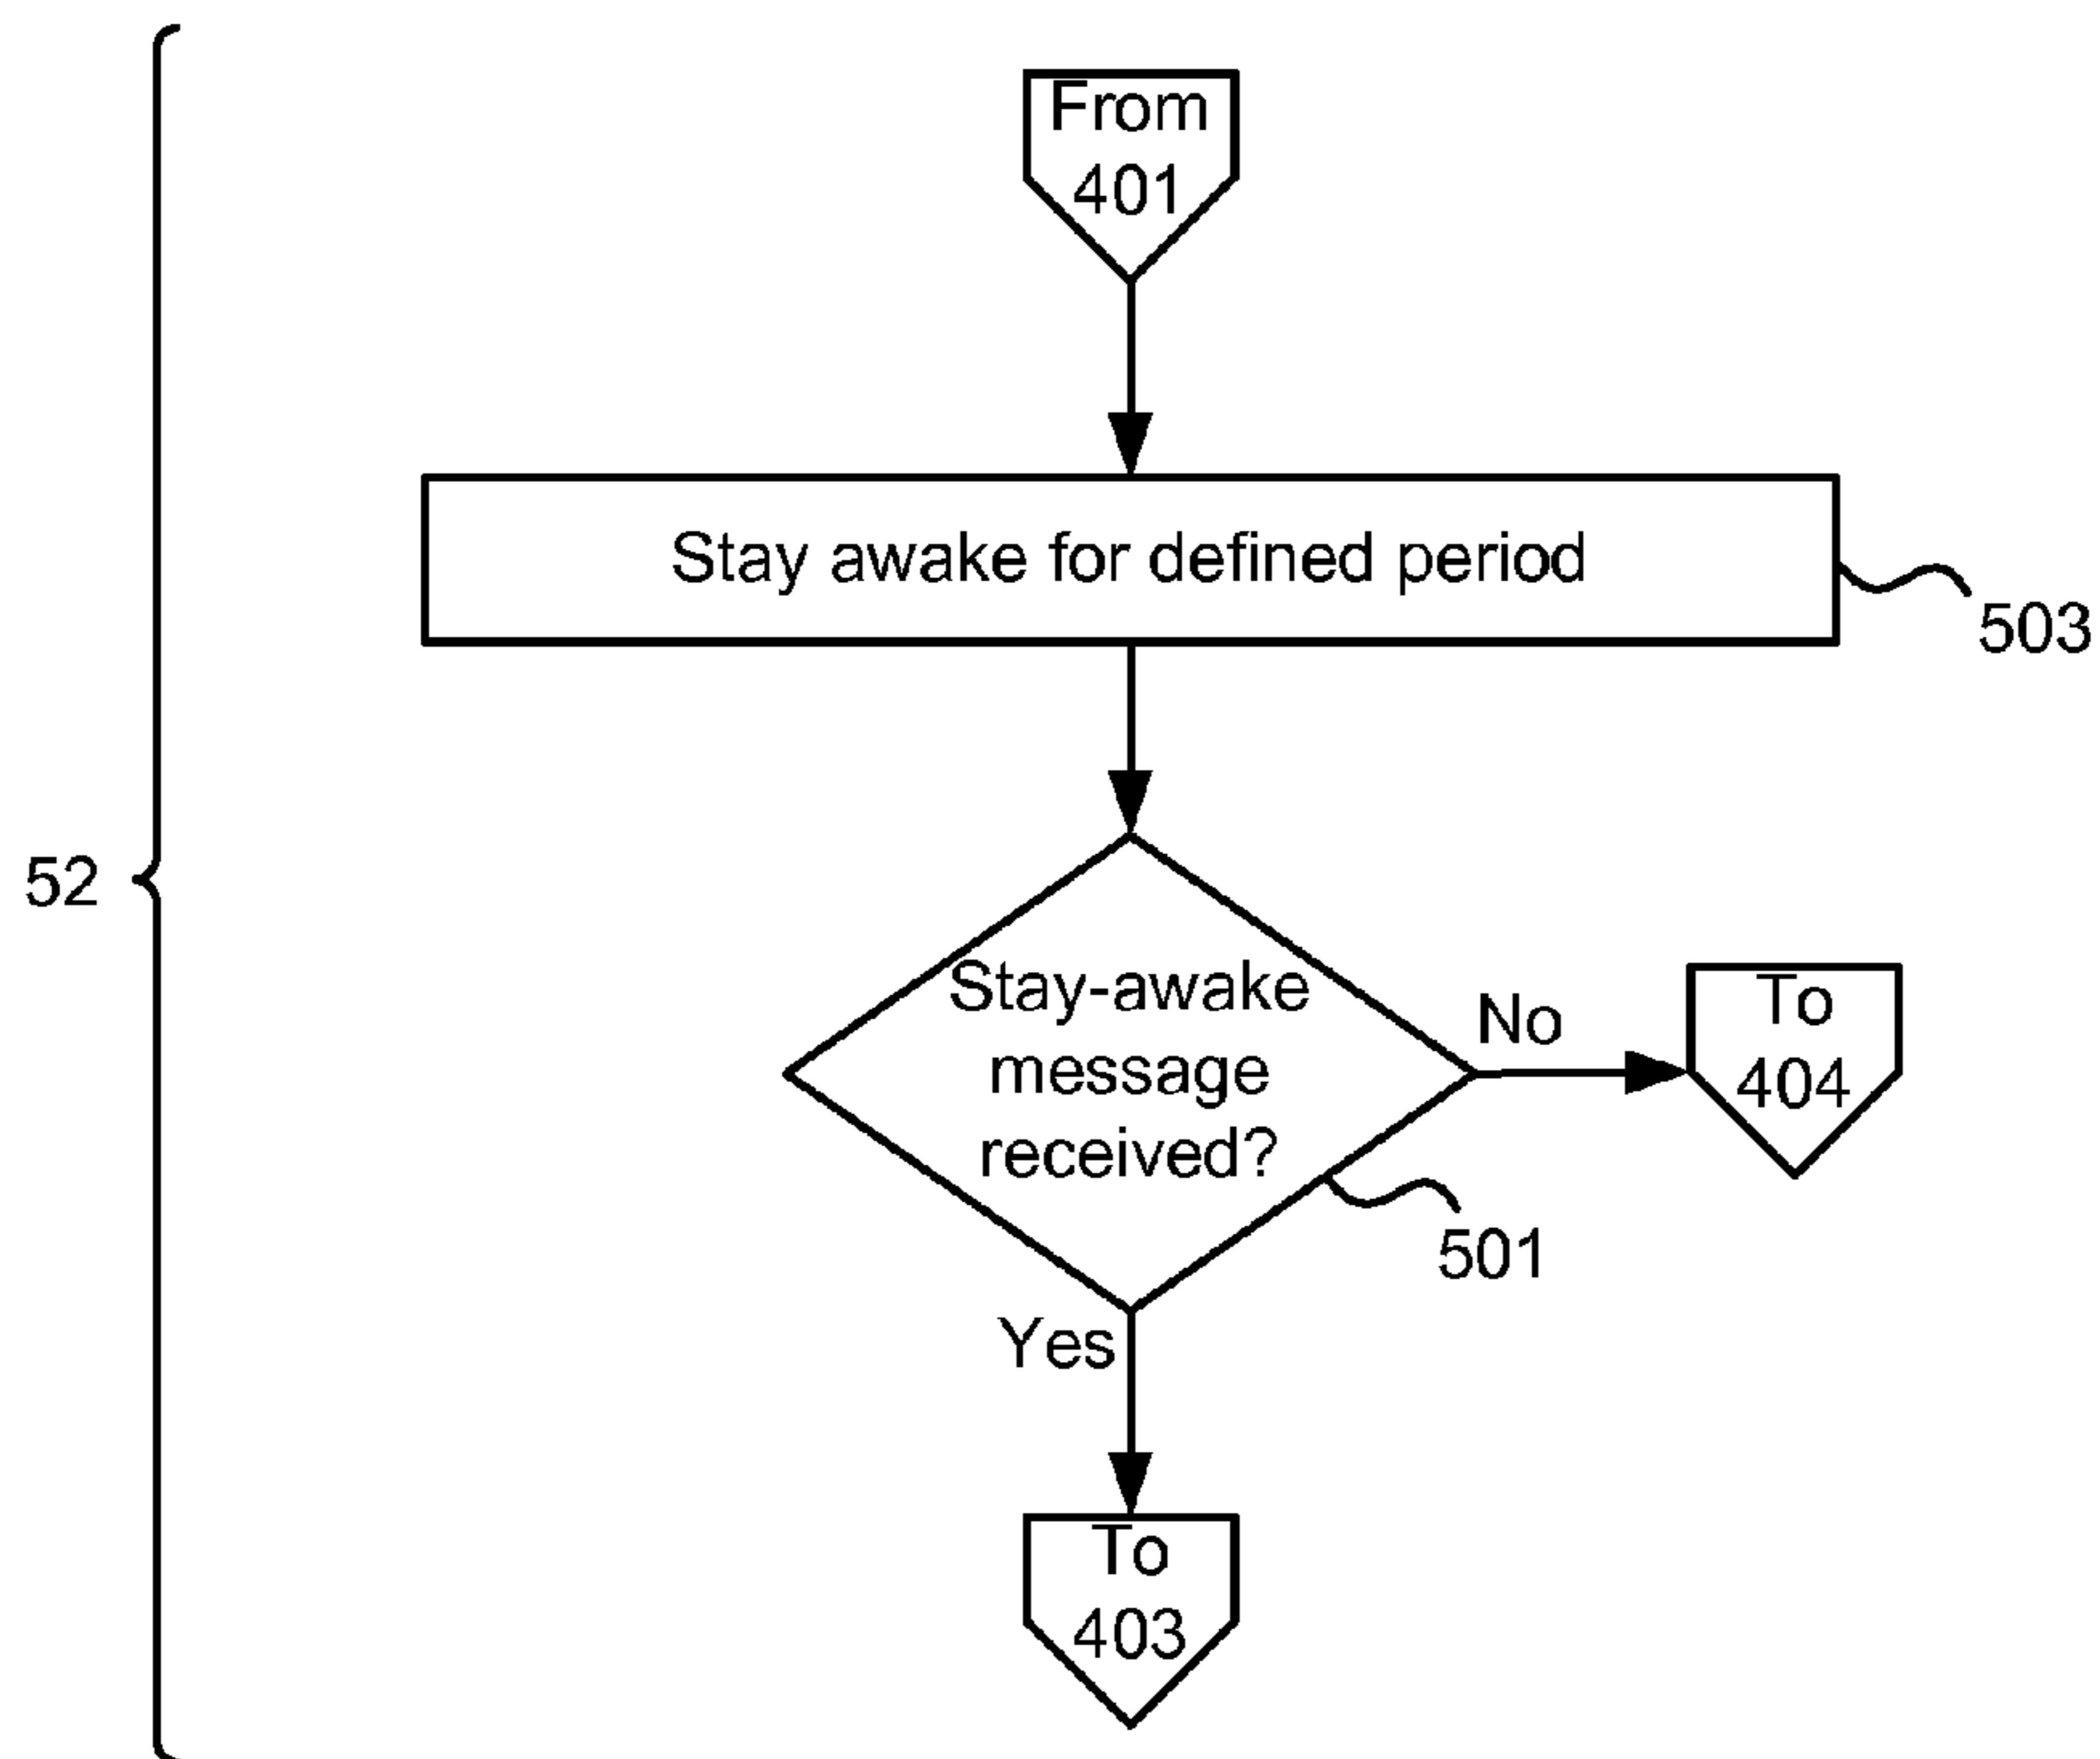 From
401
Stay awake for defined period
503
52
Stay-awake
message
received?
No
To
404
501
Yes
To
403